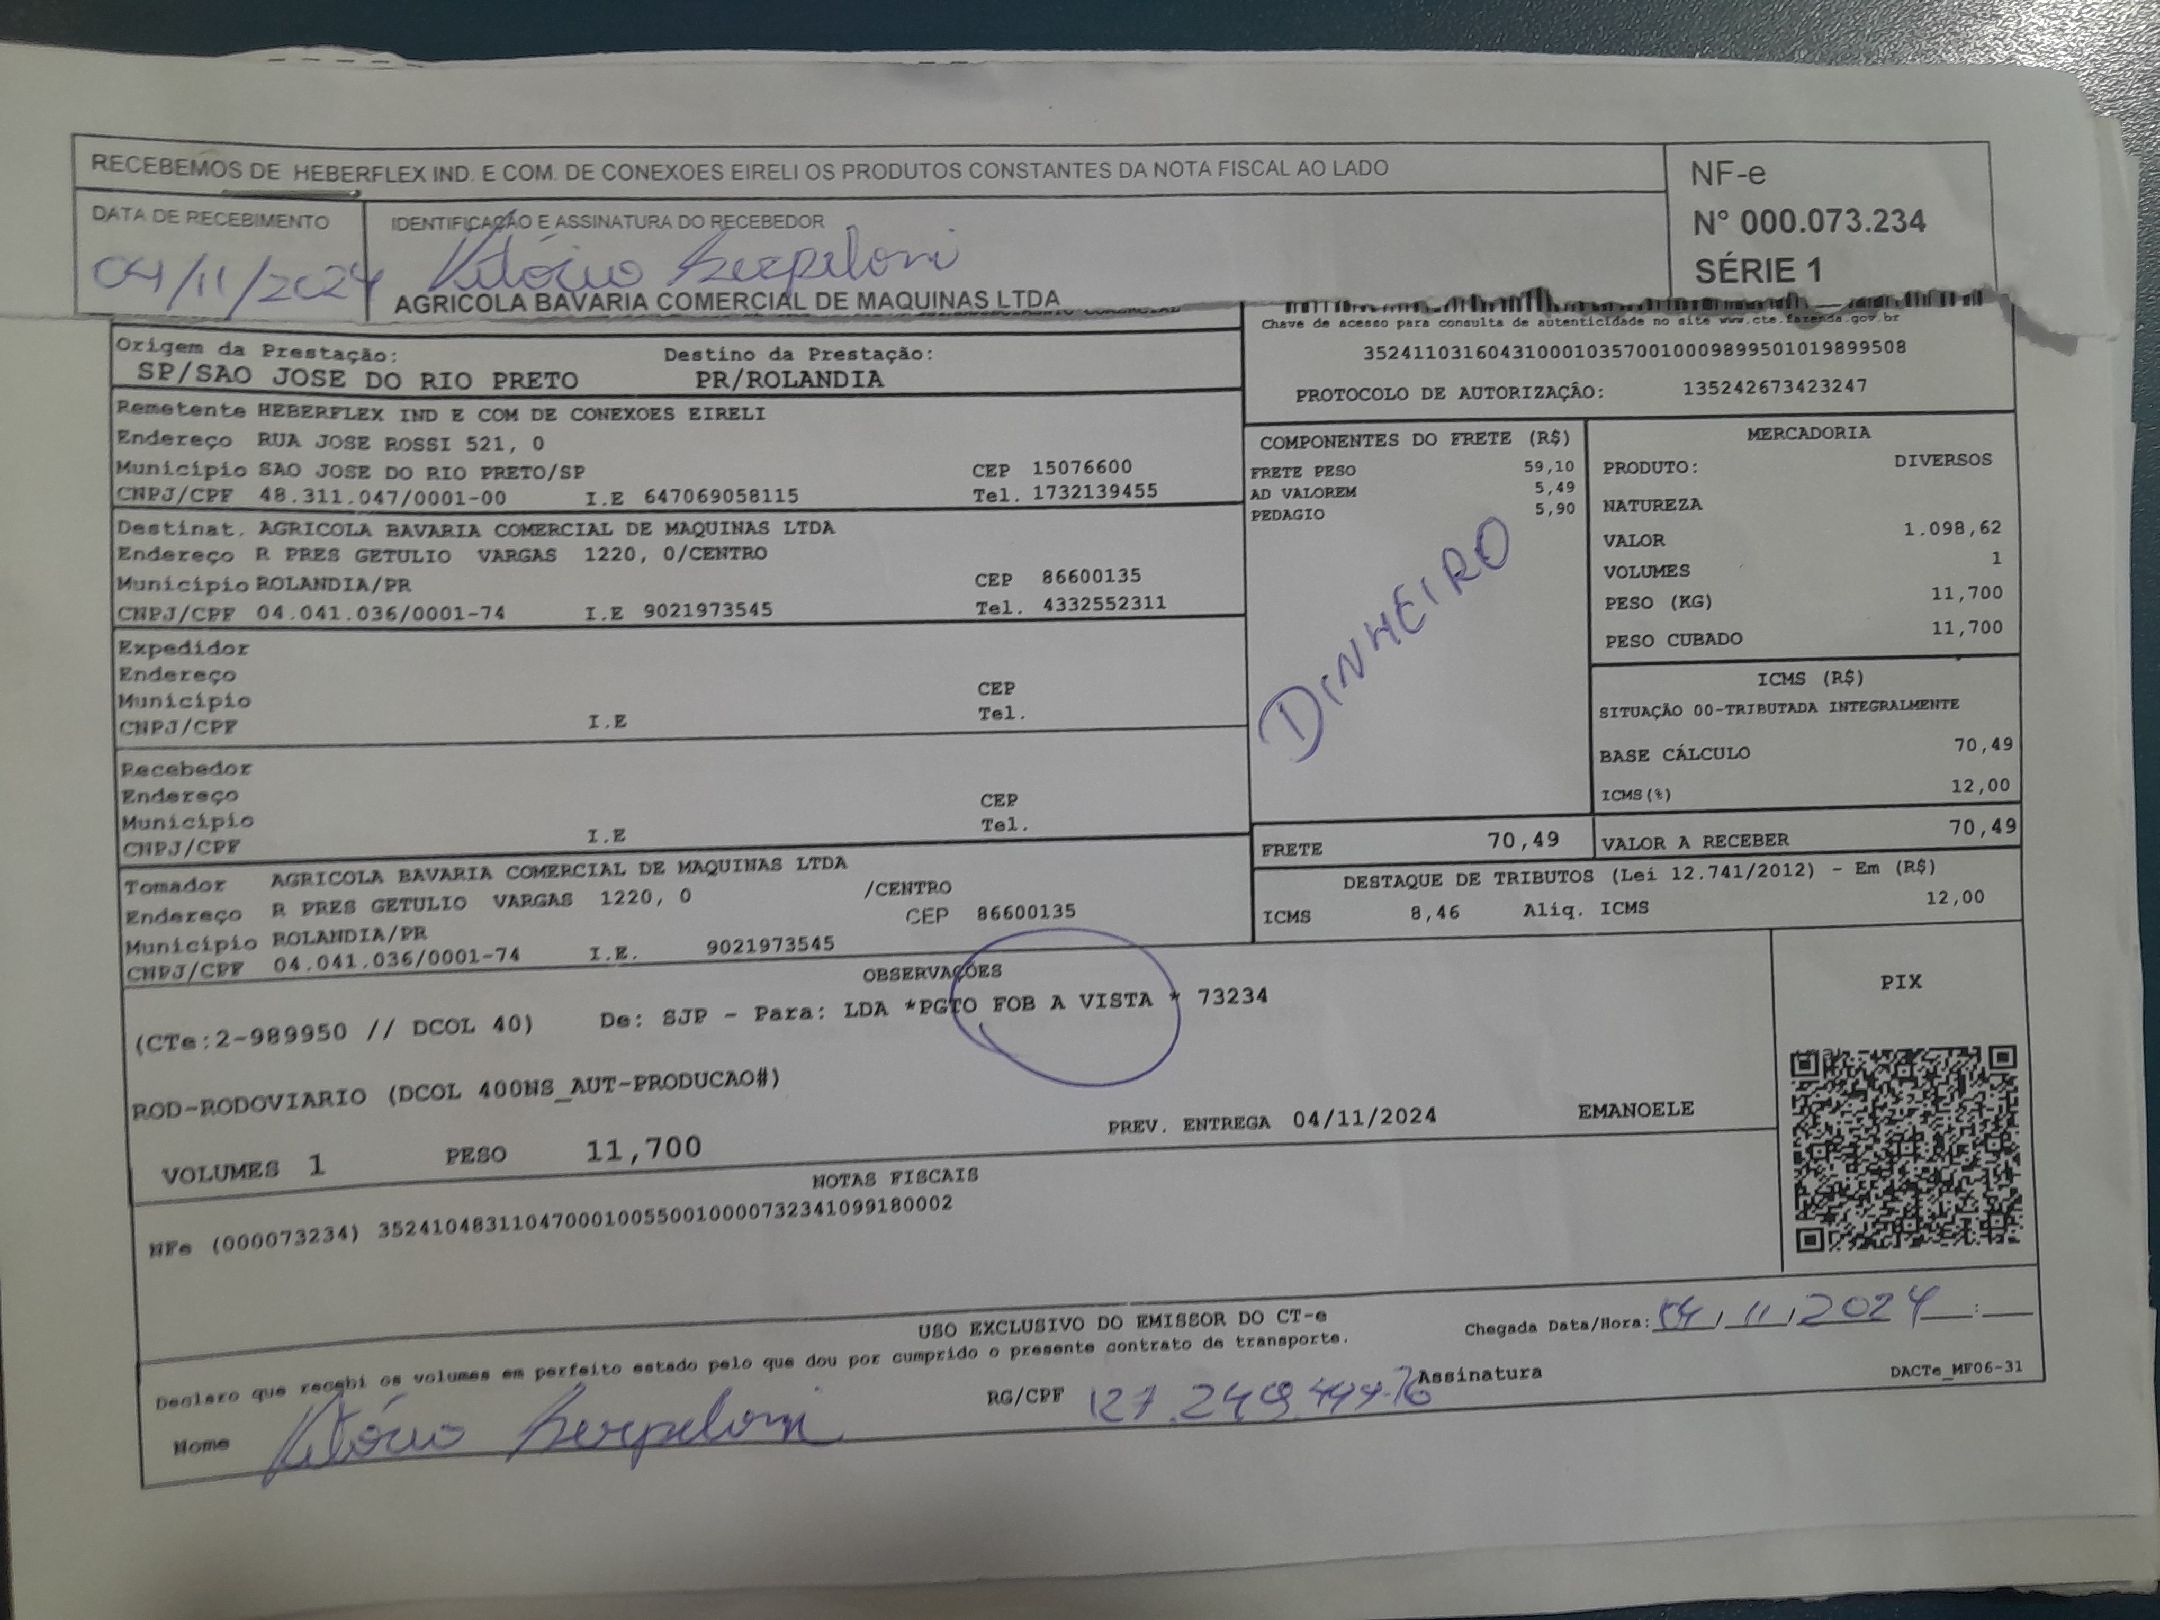 RECEBEMOS DE HEBERFLEX IND. E COM. DE CONEXOES EIRELI OS PRODUTOS CONSTANTES DA NOTA FISCAL AO LADO
NF-e
N° 000.073.234
SÉRIE 1
DATA DE RECEBIMENTO
04/11/2024
IDENTIFICAÇÃO E ASSINATURA DO RECEBEDOR
AGRICOLA BAVARIA COMERCIAL DE MAQUINAS LTDA
Chave de acesso para consulta de autenticidade no site www.cte.fazenda.gov.br
35241103160431000103570010009899501019899508
PROTOCOLO DE AUTORIZAÇÃO: 135242673423247
Origem da Prestação: Destino da Prestação:
SP/SAO JOSE DO RIO PRETO PR/ROLANDIA
Remetente HEBERFLEX IND E COM DE CONEXOES EIRELI
Endereço RUA JOSE ROSSI 521, 0
Município SAO JOSE DO RIO PRETO/SP CEP 15076600
CNPJ/CPF 48.311.047/0001-00 I.E 647069058115 Tel. 1732139455
Destinat. AGRICOLA BAVARIA COMERCIAL DE MAQUINAS LTDA
Endereço R PRES GETULIO VARGAS 1220, 0/CENTRO
Município ROLANDIA/PR CEP 86600135
CNPJ/CPF 04.041.036/0001-74 I.E 9021973545 Tel. 4332552311
Expedidor
Endereço
Município CEP
CNPJ/CPF I.E Tel.
Recebedor
Endereço CEP
Município Tel.
CNPJ/CPF I.E
Tomador AGRICOLA BAVARIA COMERCIAL DE MAQUINAS LTDA
Endereço R PRES GETULIO VARGAS 1220, 0 /CENTRO
Município ROLANDIA/PR CEP 86600135
CNPJ/CPF 04.041.036/0001-74 I.E. 9021973545
COMPONENTES DO FRETE (R$)
FRETE PESO 59,10
AD VALOREM 5,49
PEDAGIO 5,90
DINHEIRO
MERCADORIA
PRODUTO: DIVERSOS
NATUREZA
VALOR 1.098,62
VOLUMES 1
PESO (KG) 11,700
PESO CUBADO 11,700
ICMS (R$)
SITUAÇÃO 00-TRIBUTADA INTEGRALMENTE
BASE CÁLCULO 70,49
ICMS(%) 12,00
FRETE 70,49 VALOR A RECEBER 70,49
DESTAQUE DE TRIBUTOS (Lei 12.741/2012) - Em (R$)
ICMS 8,46 Aliq. ICMS 12,00
OBSERVAÇÕES
(CTe:2-989950 // DCOL 40) De: SJP - Para: LDA *PGTO FOB A VISTA * 73234
ROD-RODOVIARIO (DCOL 400NS_AUT-PRODUCAO#)
VOLUMES 1 PESO 11,700 PREV. ENTREGA 04/11/2024 EMANOELE
PIX
NOTAS FISCAIS
NFe (000073234) 35241048311047000100550010000732341099180002
USO EXCLUSIVO DO EMISSOR DO CT-e
Declaro que recebi os volumes em perfeito estado pelo que dou por cumprido o presente contrato de transporte.
Chegada Data/Hora: 04/11/2024 :
Nome
RG/CPF
Assinatura
DACTe_MF06-31